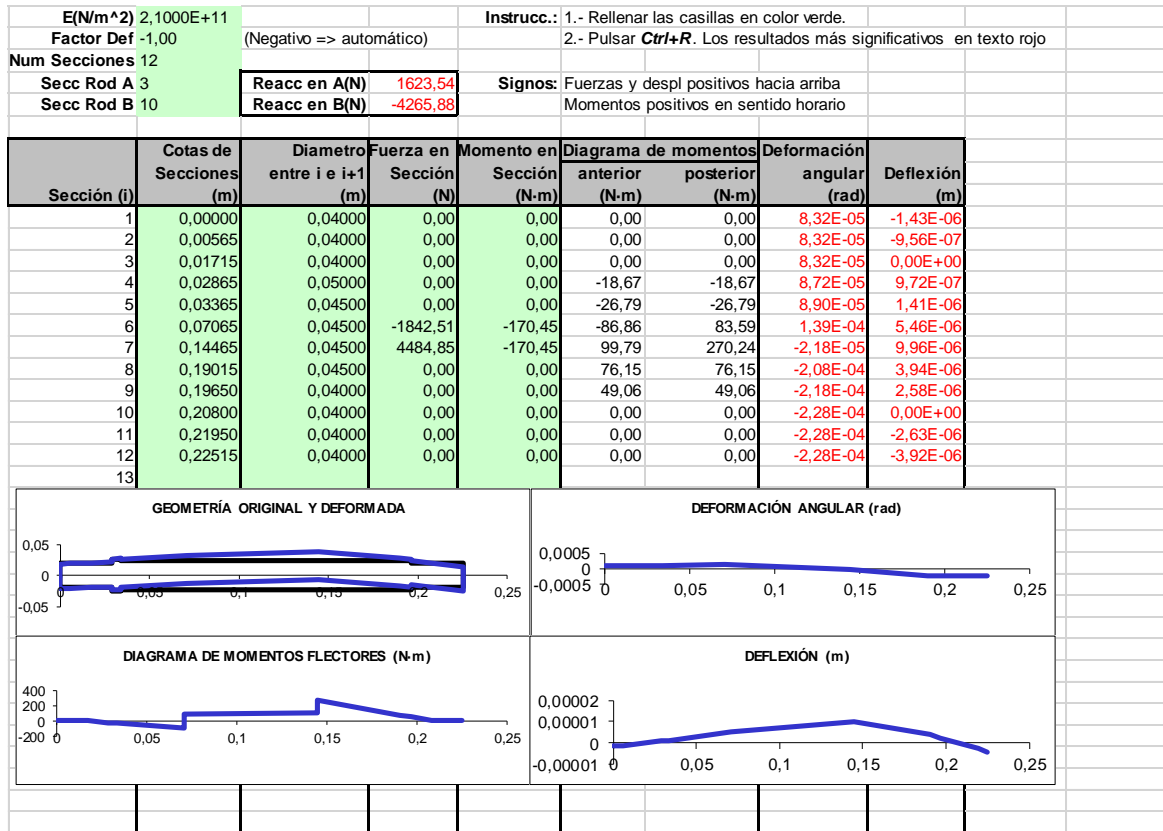 E(N/m^2) 2,1000E+11 Instrucc.: 1.- Rellenar las casillas en color verde.
Factor Def -1,00 (Negativo => automático) 2.- Pulsar Ctrl+R. Los resultados más significativos en texto rojo
Num Secciones 12
Secc Rod A 3 Reacc en A(N) 1623,54 Signos: Fuerzas y despl positivos hacia arriba
Secc Rod B 10 Reacc en B(N) -4265,88 Momentos positivos en sentido horario
Cotas de Diametro Fuerza en Momento en Diagrama de momentos Deformación
Secciones entre i e i+1 Sección Sección anterior posterior angular Deflexión
Sección (i) (m) (m) (N) (N·m) (N·m) (N·m) (rad) (m)
1 0,00000 0,04000 0,00 0,00 0,00 0,00 8,32E-05 -1,43E-06
2 0,00565 0,04000 0,00 0,00 0,00 0,00 8,32E-05 -9,56E-07
3 0,01715 0,04000 0,00 0,00 0,00 0,00 8,32E-05 0,00E+00
4 0,02865 0,05000 0,00 0,00 -18,67 -18,67 8,72E-05 9,72E-07
5 0,03365 0,04500 0,00 0,00 -26,79 -26,79 8,90E-05 1,41E-06
6 0,07065 0,04500 -1842,51 -170,45 -86,86 83,59 1,39E-04 5,46E-06
7 0,14465 0,04500 4484,85 -170,45 99,79 270,24 -2,18E-05 9,96E-06
8 0,19015 0,04500 0,00 0,00 76,15 76,15 -2,08E-04 3,94E-06
9 0,19650 0,04000 0,00 0,00 49,06 49,06 -2,18E-04 2,58E-06
10 0,20800 0,04000 0,00 0,00 0,00 0,00 -2,28E-04 0,00E+00
11 0,21950 0,04000 0,00 0,00 0,00 0,00 -2,28E-04 -2,63E-06
12 0,22515 0,04000 0,00 0,00 0,00 0,00 -2,28E-04 -3,92E-06
13
GEOMETRÍA ORIGINAL Y DEFORMADA
0,05
0
-0,05
0 0,05 0,1 0,15 0,2 0,25
DEFORMACIÓN ANGULAR (rad)
0,0005
0
-0,0005
0 0,05 0,1 0,15 0,2 0,25
DIAGRAMA DE MOMENTOS FLECTORES (N·m)
400
200
0
-200
0 0,05 0,1 0,15 0,2 0,25
DEFLEXIÓN (m)
0,00002
0,00001
0
-0,00001
0 0,05 0,1 0,15 0,2 0,25